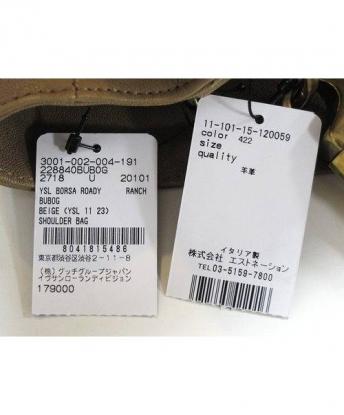 3001-002-004-191
228840BUBOG
2718 U 20101
YSL BORSA ROADY RANCH
BUBOG
BEIGE (YSL 11 23)
SHOULDER BAG
8041815486
東京都渋谷区渋谷2-11-8
(株)グッチグループジャパン
イヴサンローランディビジョン
179000
11-101-15-120059
color 422
size
quality
羊革
イタリア製
株式会社 エストネーション
TEL03-5159-7800